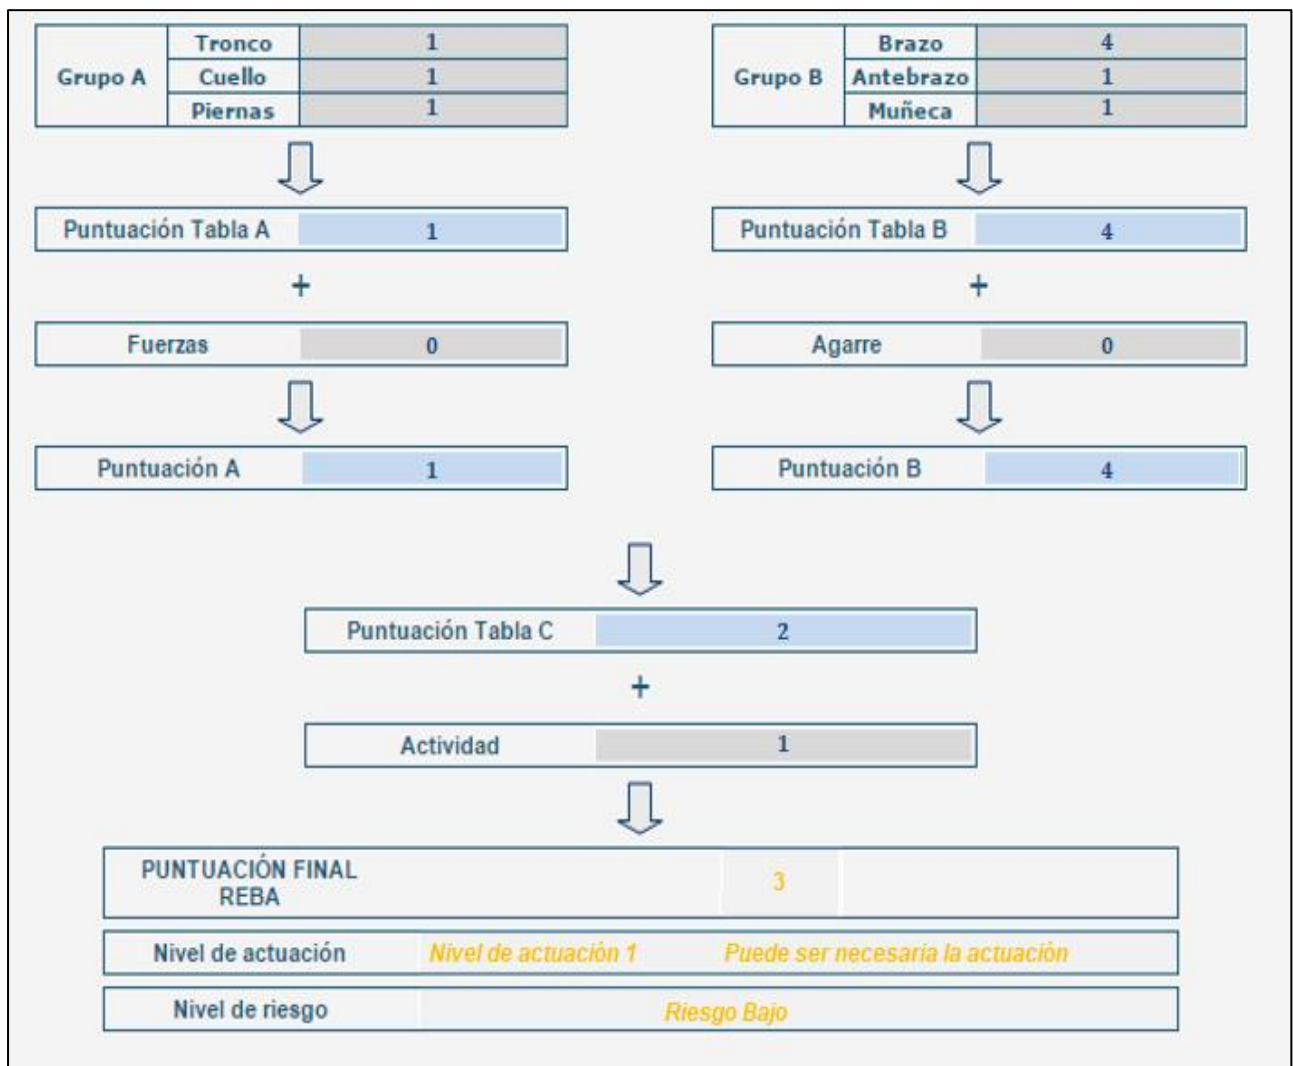 Grupo A
Tronco 1
Cuello 1
Piernas 1
Grupo B
Brazo 4
Antebrazo 1
Muñeca 1
Puntuación Tabla A 1
Puntuación Tabla B 4
+
+
Fuerzas 0
Agarre 0
Puntuación A 1
Puntuación B 4
Puntuación Tabla C 2
+
Actividad 1
PUNTUACIÓN FINAL
REBA
3
Nivel de actuación Nivel de actuación 1 Puede ser necesaria la actuación
Nivel de riesgo Riesgo Bajo